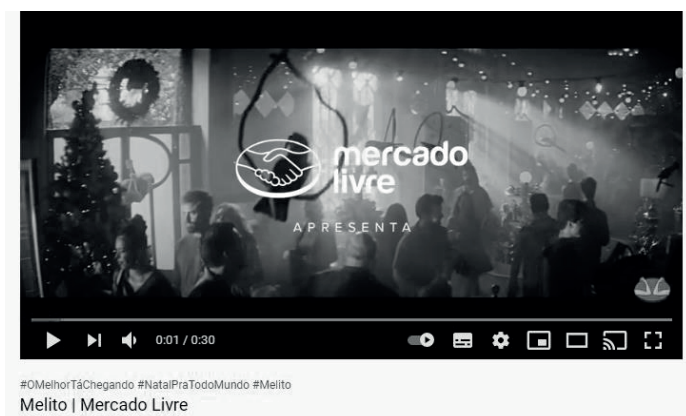 mercado
livre
APRESENTA
0:01 / 0:30
#OMelhorTáChegando #NatalPraTodoMundo #Melito
Melito | Mercado Livre